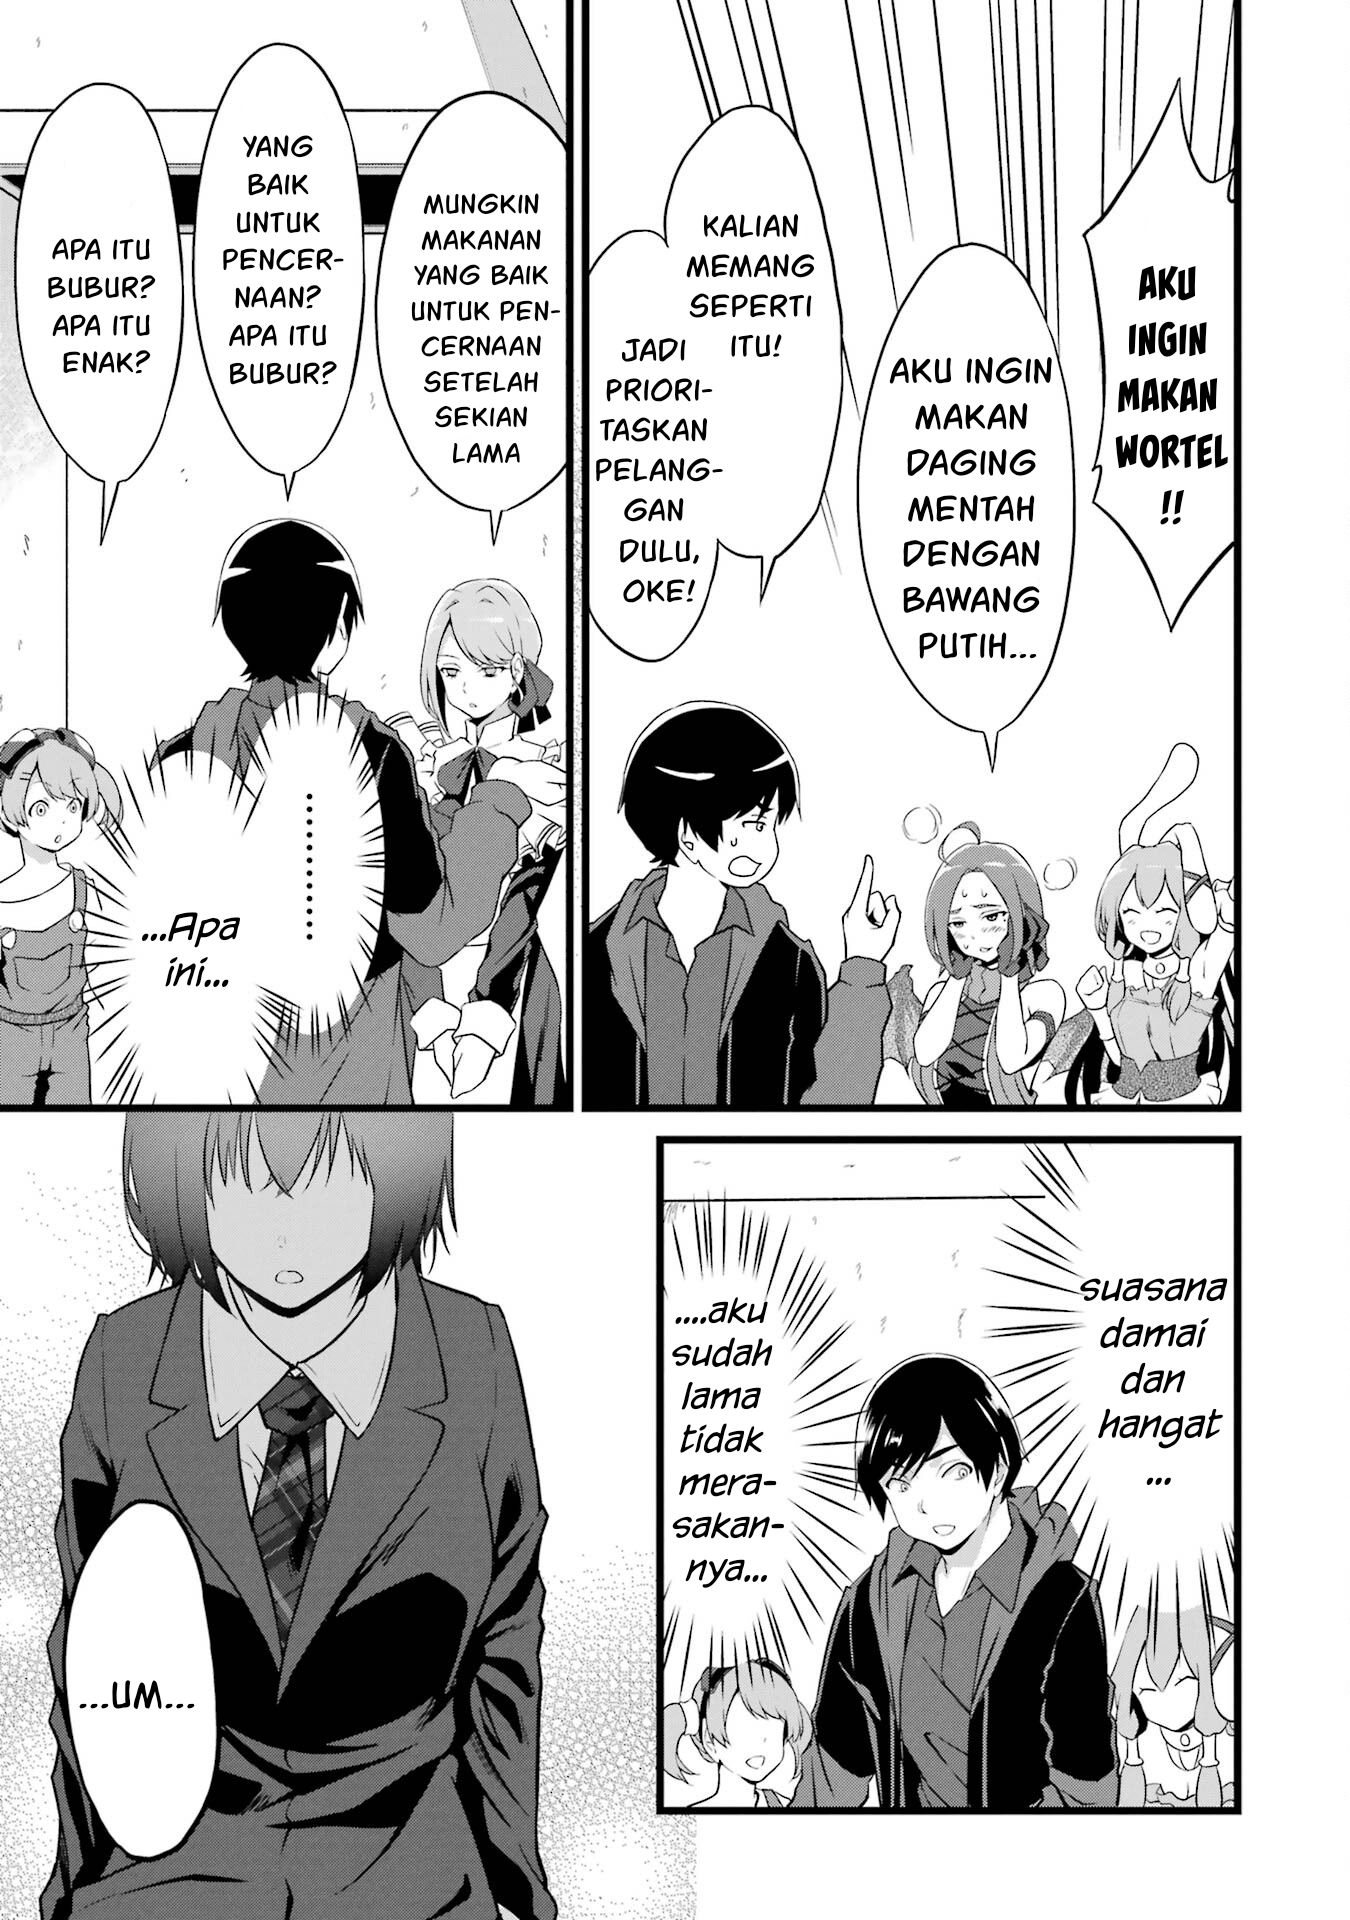 AKU
INGIN
MAKAN
WORTEL
!!
AKU INGIN
MAKAN
DAGING
MENTAH
DENGAN
BAWANG
PUTIH...
KALIAN
MEMANG
SEPERTI
ITU!
JADI
PRIORI-
TASKAN
PELANG-
GAN
DULU,
OKE!
MUNGKIN
MAKANAN
YANG BAIK
UNTUK PEN-
CERNAAN
SETELAH
SEKIAN
LAMA
YANG
BAIK
UNTUK
PENCER-
NAAN?
APA ITU
BUBUR?
APA ITU
BUBUR?
APA ITU
ENAK?
..........
...Apa
ini...
suasana
damai
dan
hangat
...
....aku
sudah
lama
tidak
mera-
sakan-
nya...
...UM...